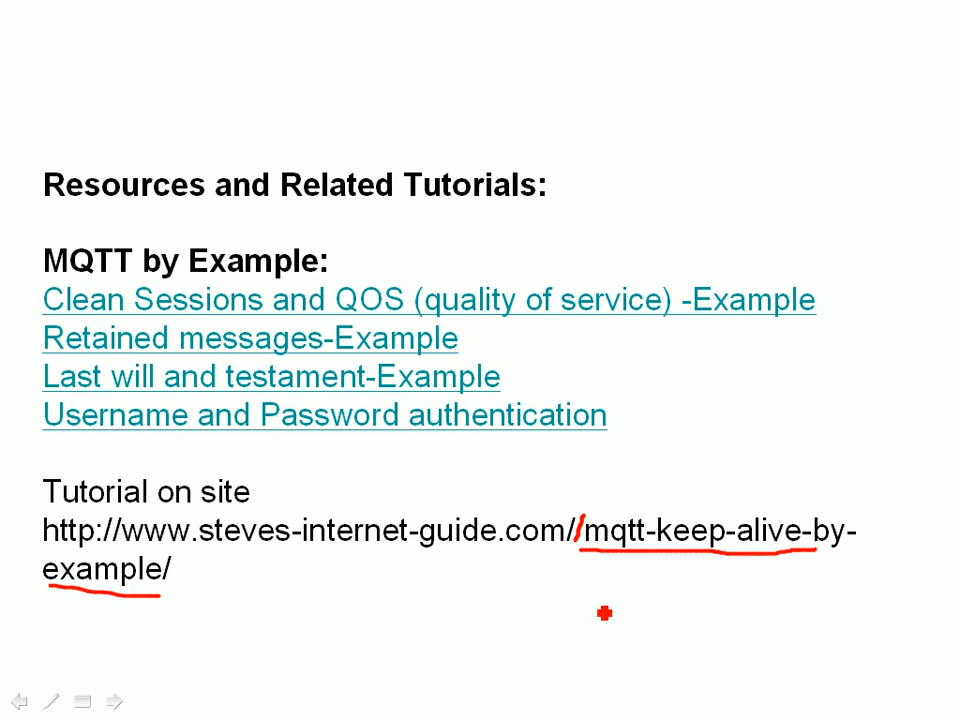 Resources and Related Tutorials:
MQTT by Example:
Clean Sessions and QOS (quality of service) -Example
Retained messages-Example
Last will and testament-Example
Username and Password authentication
Tutorial on site
http://www.steves-internet-guide.com//mqtt-keep-alive-by-
example/